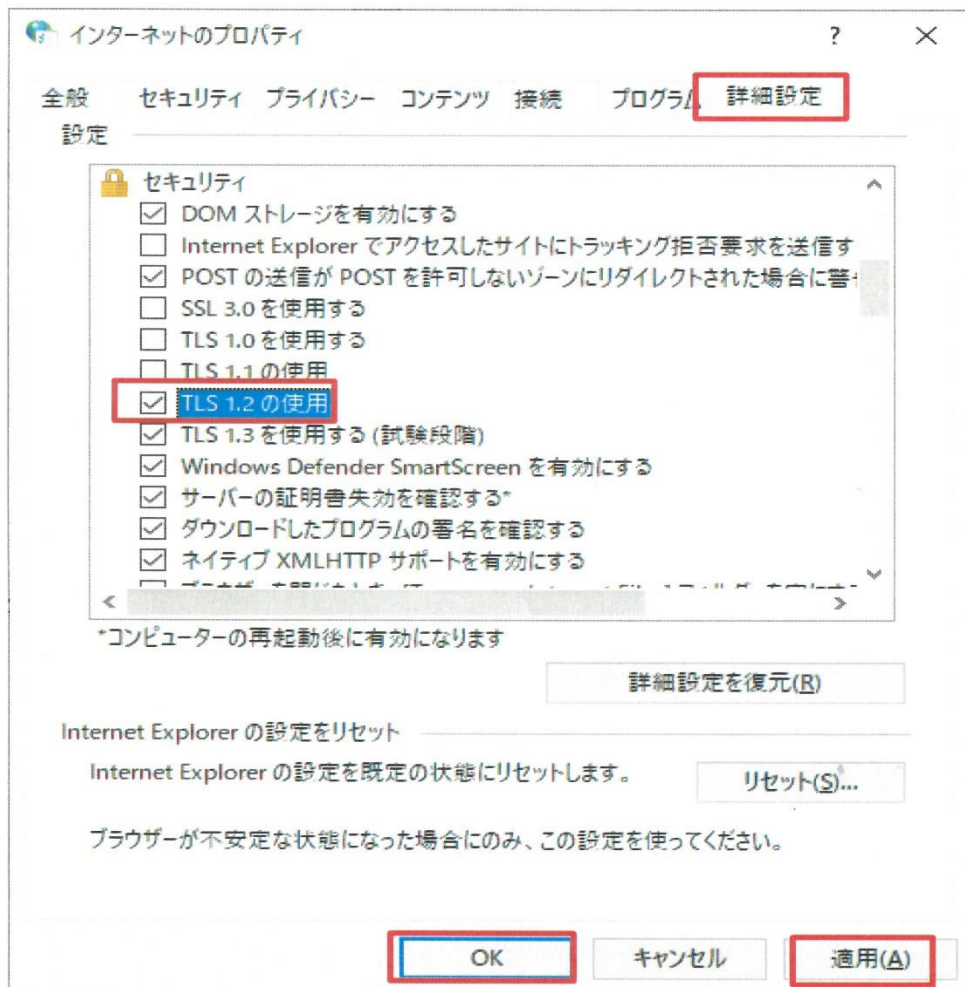 インターネットのプロパティ ? ×
全般 セキュリティ プライバシー コンテンツ 接続 プログラム 詳細設定
設定
セキュリティ
DOM ストレージを有効にする
Internet Explorer でアクセスしたサイトにトラッキング拒否要求を送信す
POST の送信が POST を許可しないゾーンにリダイレクトされた場合に警
SSL 3.0 を使用する
TLS 1.0 を使用する
TLS 1.1 の使用
TLS 1.2 の使用
TLS 1.3 を使用する (試験段階)
Windows Defender SmartScreen を有効にする
サーバーの証明書失効を確認する*
ダウンロードしたプログラムの署名を確認する
ネイティブ XMLHTTP サポートを有効にする
*コンピューターの再起動後に有効になります
詳細設定を復元(R)
Internet Explorer の設定をリセット
Internet Explorer の設定を既定の状態にリセットします。
リセット(S)...
ブラウザーが不安定な状態になった場合にのみ、この設定を使ってください。
OK キャンセル 適用(A)